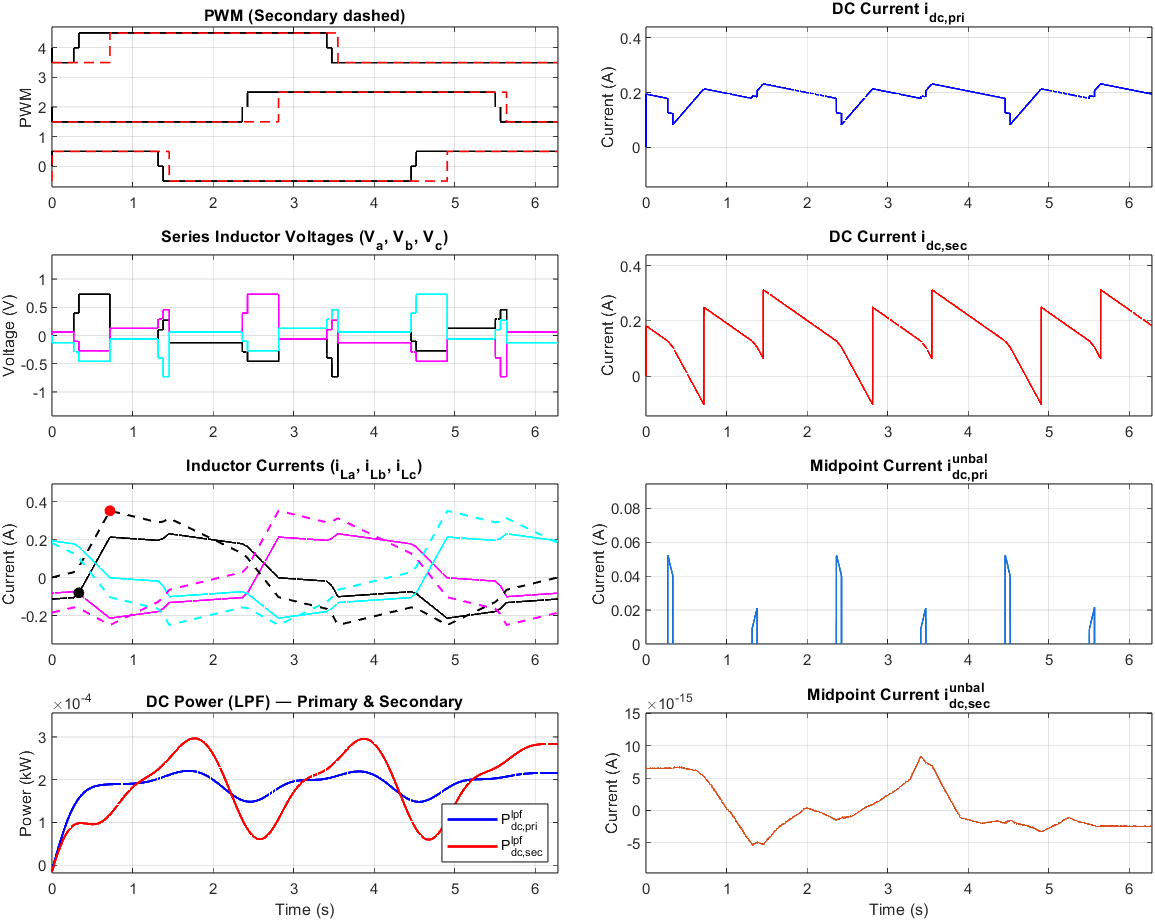 PWM (Secondary dashed)
PWM
4
3
2
1
0
0 1 2 3 4 5 6
DC Current i_dc,pri
Current (A)
0.4
0.2
0
0 1 2 3 4 5 6
Series Inductor Voltages (V_a, V_b, V_c)
Voltage (V)
1
0.5
0
-0.5
-1
0 1 2 3 4 5 6
DC Current i_dc,sec
Current (A)
0.4
0.2
0
0 1 2 3 4 5 6
Inductor Currents (i_La, i_Lb, i_Lc)
Current (A)
0.4
0.2
0
-0.2
0 1 2 3 4 5 6
Midpoint Current i_dc,pri^unbal
Current (A)
0.08
0.06
0.04
0.02
0
0 1 2 3 4 5 6
DC Power (LPF) — Primary & Secondary
×10^-4
Power (kW)
3
2
1
0
P_dc,pri^lpf
P_dc,sec^lpf
0 1 2 3 4 5 6
Time (s)
Midpoint Current i_dc,sec^unbal
×10^-15
Current (A)
15
10
5
0
-5
0 1 2 3 4 5 6
Time (s)